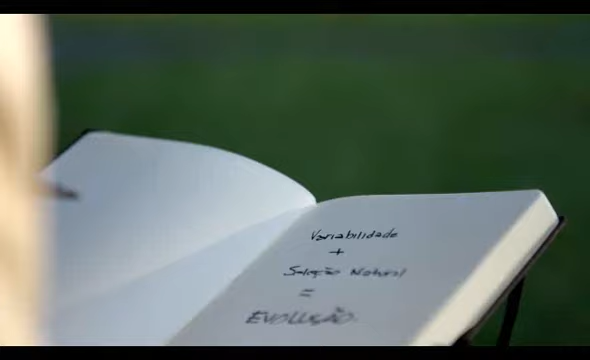 Variabilidade
+
Seleção Natural
=
EVOLUÇÃO